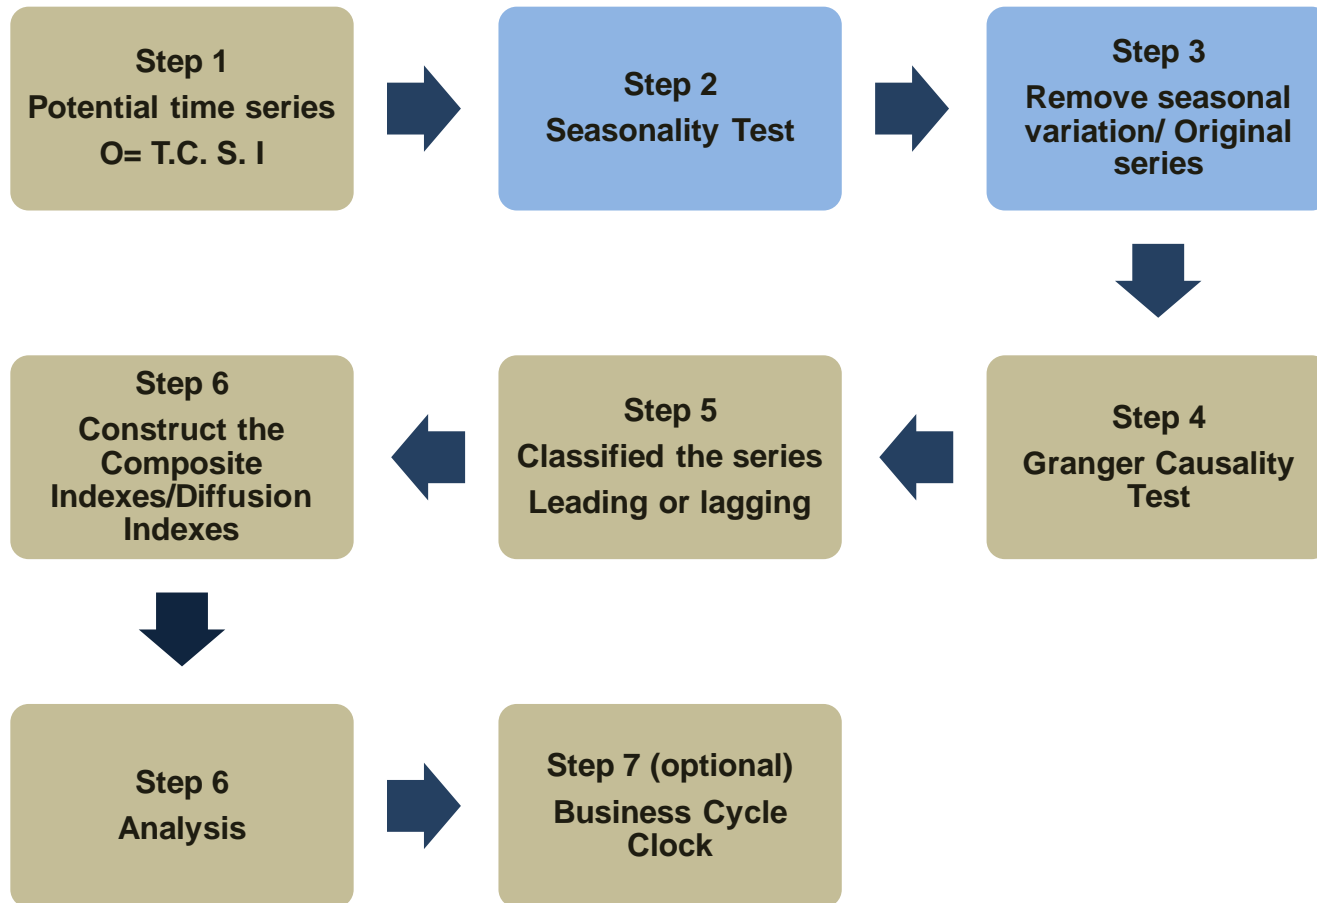 Step 1
Potential time series
O= T.C. S. I
Step 2
Seasonality Test
Step 3
Remove seasonal
variation/ Original
series
Step 4
Granger Causality
Test
Step 5
Classified the series
Leading or lagging
Step 6
Construct the
Composite
Indexes/Diffusion
Indexes
Step 6
Analysis
Step 7 (optional)
Business Cycle
Clock